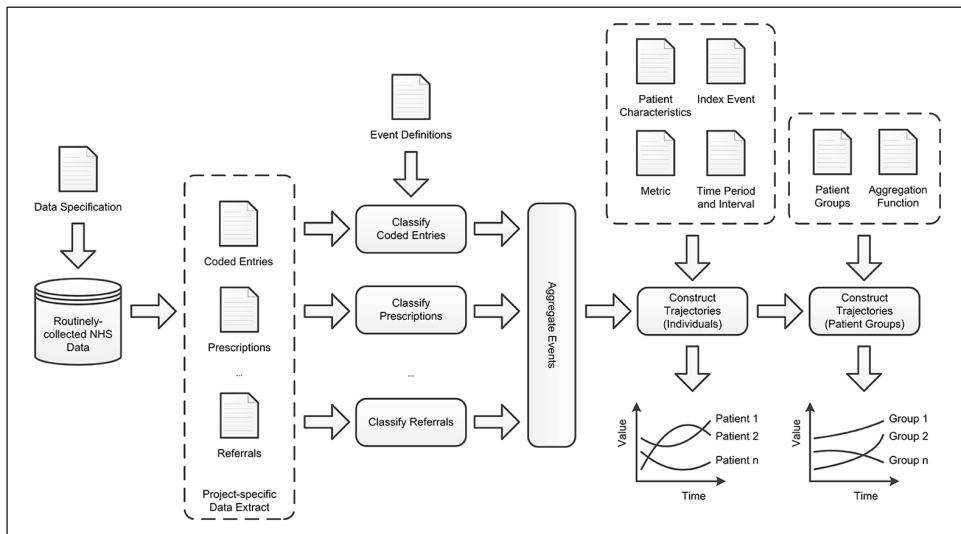 Data Specification
Routinely-
collected NHS
Data
Coded Entries
Prescriptions
...
Referrals
Project-specific
Data Extract
Event Definitions
Classify
Coded Entries
Classify
Prescriptions
...
Classify Referrals
Aggregate Events
Patient
Characteristics
Index Event
Metric
Time Period
and Interval
Construct
Trajectories
(Individuals)
Value
Patient 1
Patient 2
Patient n
Time
Patient
Groups
Aggregation
Function
Construct
Trajectories
(Patient Groups)
Value
Group 1
Group 2
Group n
Time